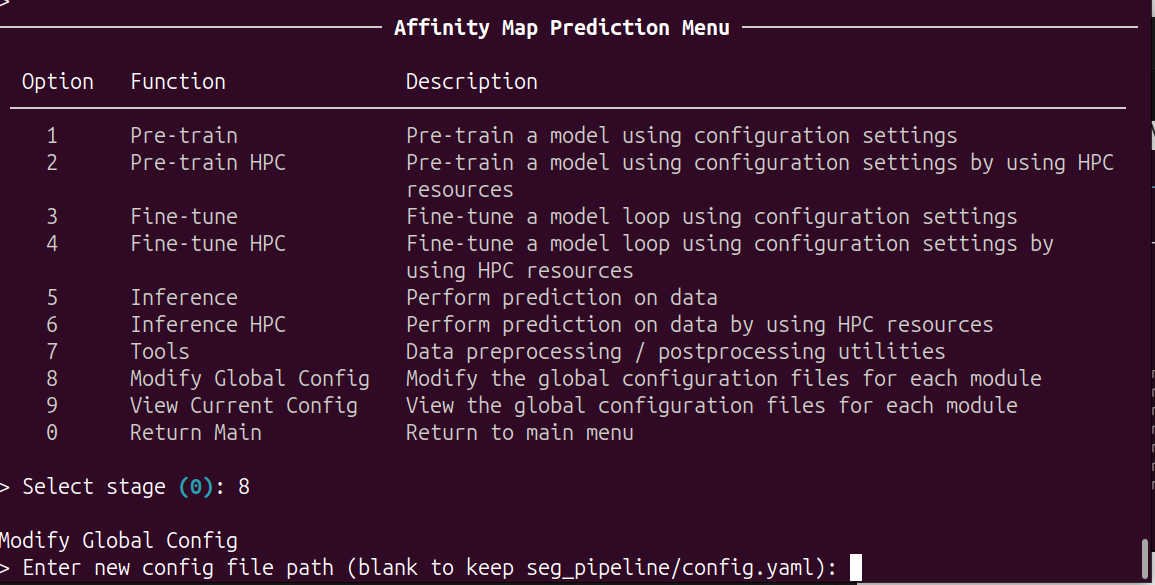 >
Affinity Map Prediction Menu
Option Function Description
1 Pre-train Pre-train a model using configuration settings
2 Pre-train HPC Pre-train a model using configuration settings by using HPC
resources
3 Fine-tune Fine-tune a model loop using configuration settings
4 Fine-tune HPC Fine-tune a model loop using configuration settings by
using HPC resources
5 Inference Perform prediction on data
6 Inference HPC Perform prediction on data by using HPC resources
7 Tools Data preprocessing / postprocessing utilities
8 Modify Global Config Modify the global configuration files for each module
9 View Current Config View the global configuration files for each module
0 Return Main Return to main menu
> Select stage (0): 8
Modify Global Config
> Enter new config file path (blank to keep seg_pipeline/config.yaml):